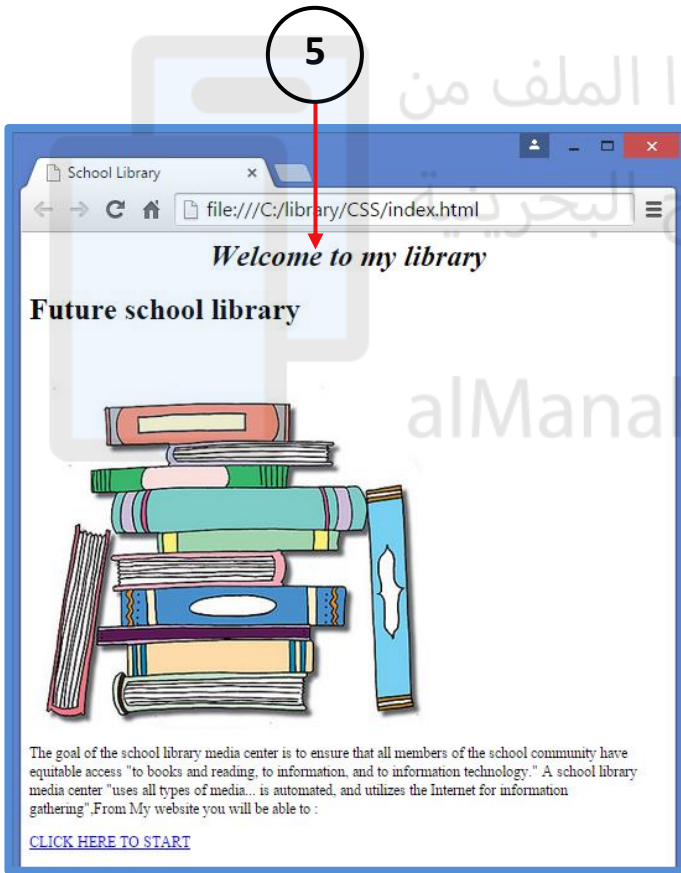 5
ا الملف من
School Library
file:///C:/library/CSS/index.html
البحرينية
Welcome to my library
Future school library
alManah
The goal of the school library media center is to ensure that all members of the school community have
equitable access "to books and reading, to information, and to information technology." A school library
media center "uses all types of media... is automated, and utilizes the Internet for information
gathering",From My website you will be able to :
CLICK HERE TO START